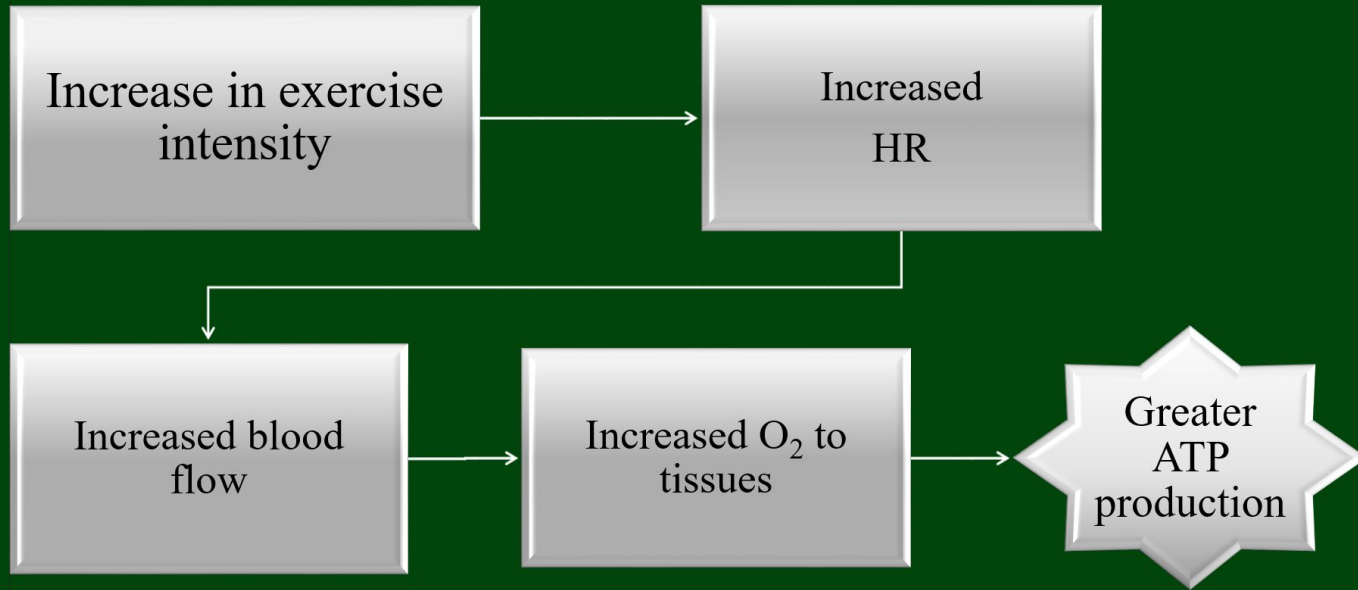 Increase in exercise
intensity
Increased
HR
Increased blood
flow
Increased O₂ to
tissues
Greater
ATP
production